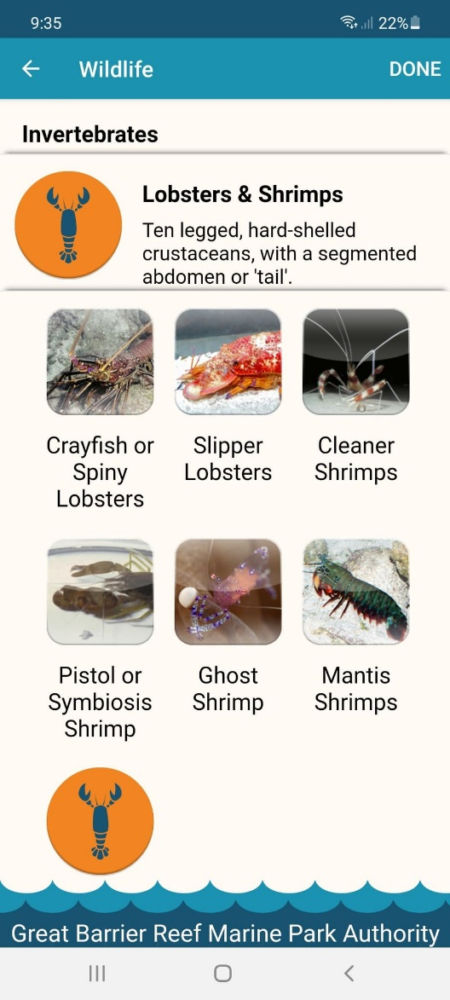 9:35
22%
Wildlife
DONE
Invertebrates
Lobsters & Shrimps
Ten legged, hard-shelled
crustaceans, with a segmented
abdomen or 'tail'.
Crayfish or
Spiny
Lobsters
Slipper
Lobsters
Cleaner
Shrimps
Pistol or
Symbiosis
Shrimp
Ghost
Shrimp
Mantis
Shrimps
Great Barrier Reef Marine Park Authority